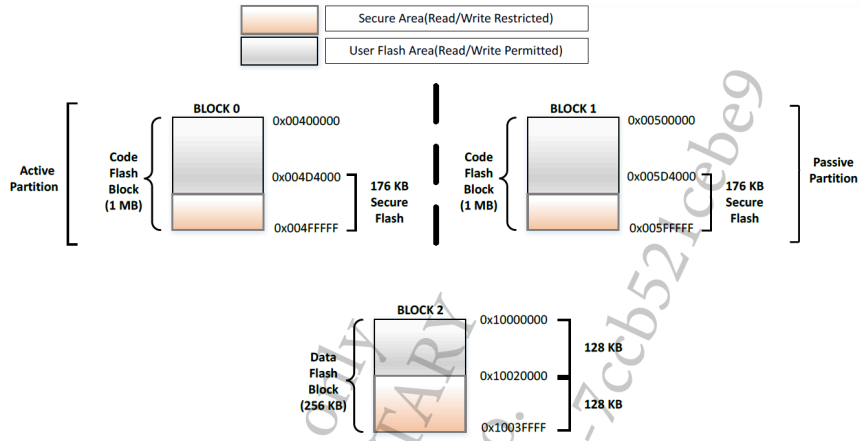 Secure Area(Read/Write Restricted)
User Flash Area(Read/Write Permitted)
BLOCK 0
BLOCK 1
Active
Partition
Code
Flash
Block
(1 MB)
0x00400000
0x004D4000
0x004FFFFF
176 KB
Secure
Flash
Code
Flash
Block
(1 MB)
0x00500000
0x005D4000
0x005FFFFF
176 KB
Secure
Flash
Passive
Partition
BLOCK 2
Data
Flash
Block
(256 KB)
0x10000000
0x10020000
0x1003FFFF
128 KB
128 KB
only
TARY
-7ccb521cebe9